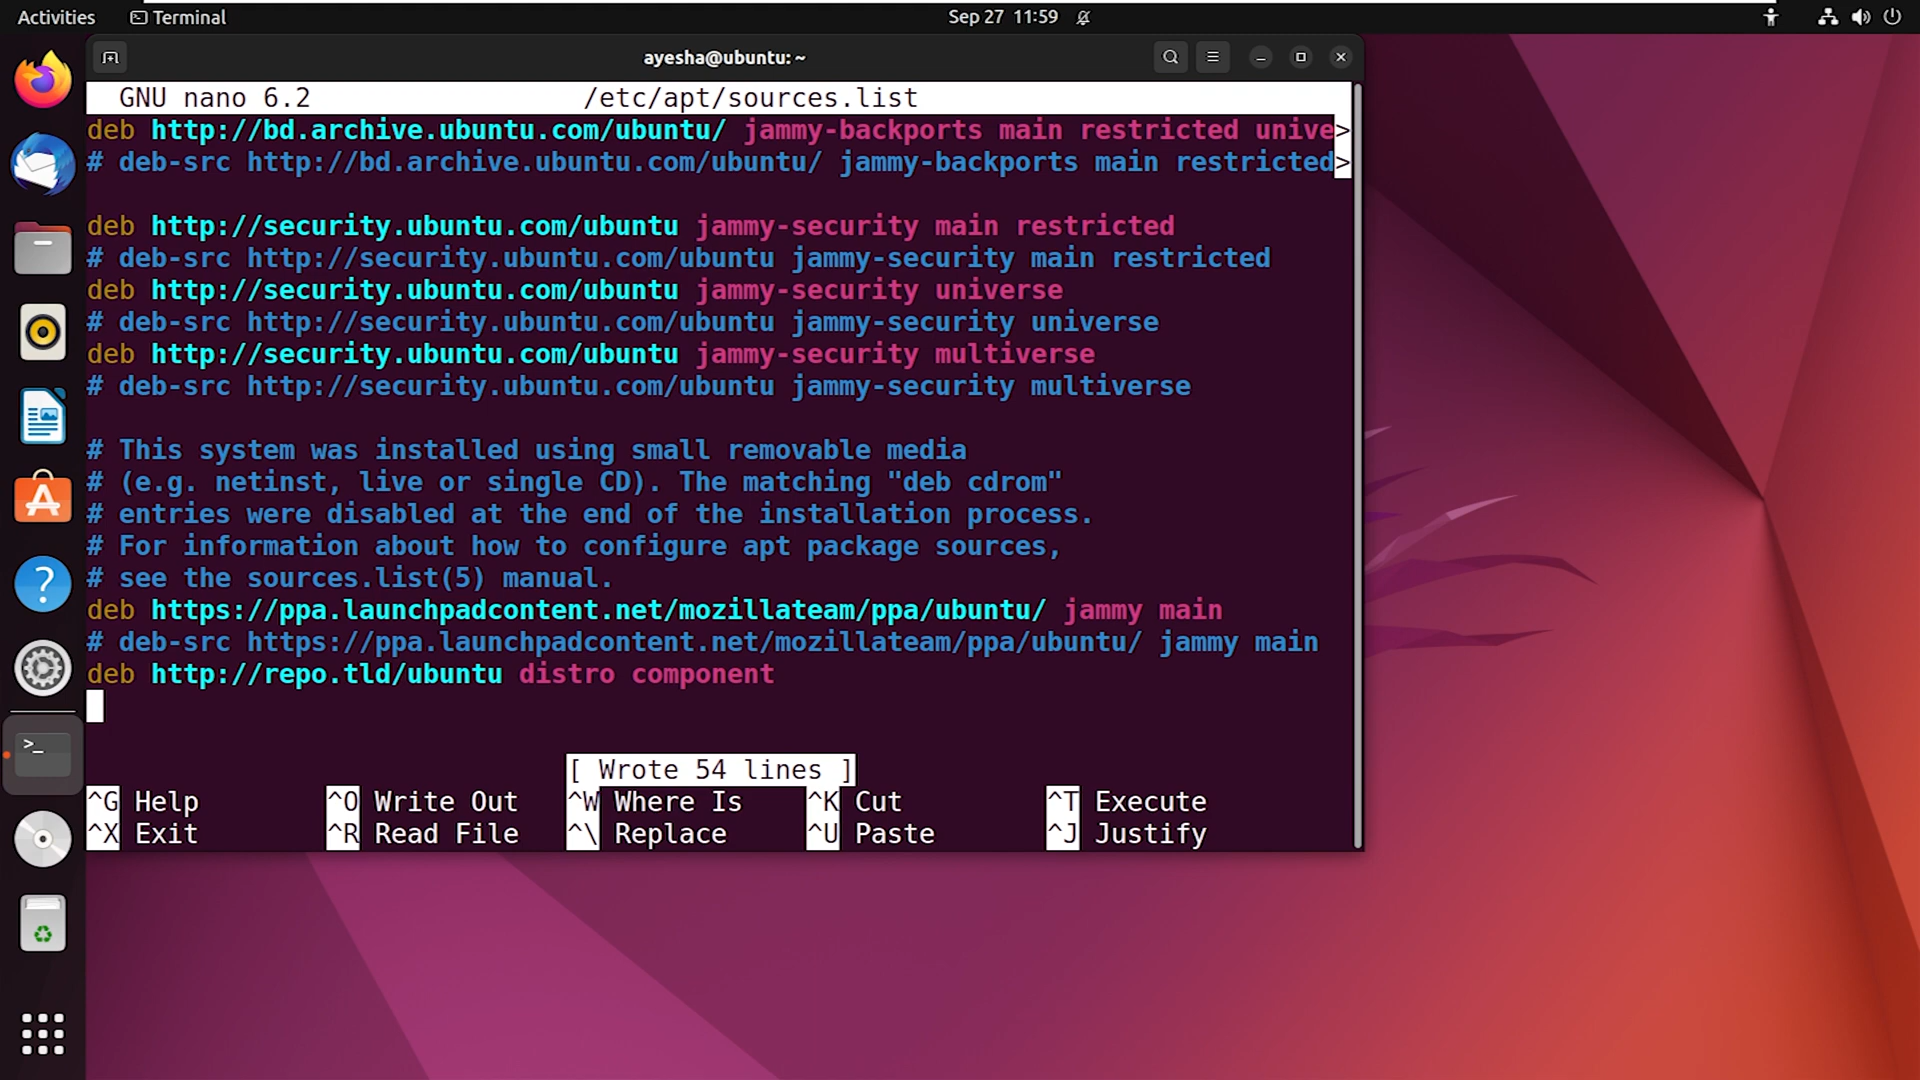 Activities Terminal Sep 27 11:59
ayesha@ubuntu: ~
GNU nano 6.2 /etc/apt/sources.list
deb http://bd.archive.ubuntu.com/ubuntu/ jammy-backports main restricted unive>
# deb-src http://bd.archive.ubuntu.com/ubuntu/ jammy-backports main restricted>
deb http://security.ubuntu.com/ubuntu jammy-security main restricted
# deb-src http://security.ubuntu.com/ubuntu jammy-security main restricted
deb http://security.ubuntu.com/ubuntu jammy-security universe
# deb-src http://security.ubuntu.com/ubuntu jammy-security universe
deb http://security.ubuntu.com/ubuntu jammy-security multiverse
# deb-src http://security.ubuntu.com/ubuntu jammy-security multiverse
# This system was installed using small removable media
# (e.g. netinst, live or single CD). The matching "deb cdrom"
# entries were disabled at the end of the installation process.
# For information about how to configure apt package sources,
# see the sources.list(5) manual.
deb https://ppa.launchpadcontent.net/mozillateam/ppa/ubuntu/ jammy main
# deb-src https://ppa.launchpadcontent.net/mozillateam/ppa/ubuntu/ jammy main
deb http://repo.tld/ubuntu distro component
[ Wrote 54 lines ]
^G Help ^O Write Out ^W Where Is ^K Cut ^T Execute
^X Exit ^R Read File ^\ Replace ^U Paste ^J Justify